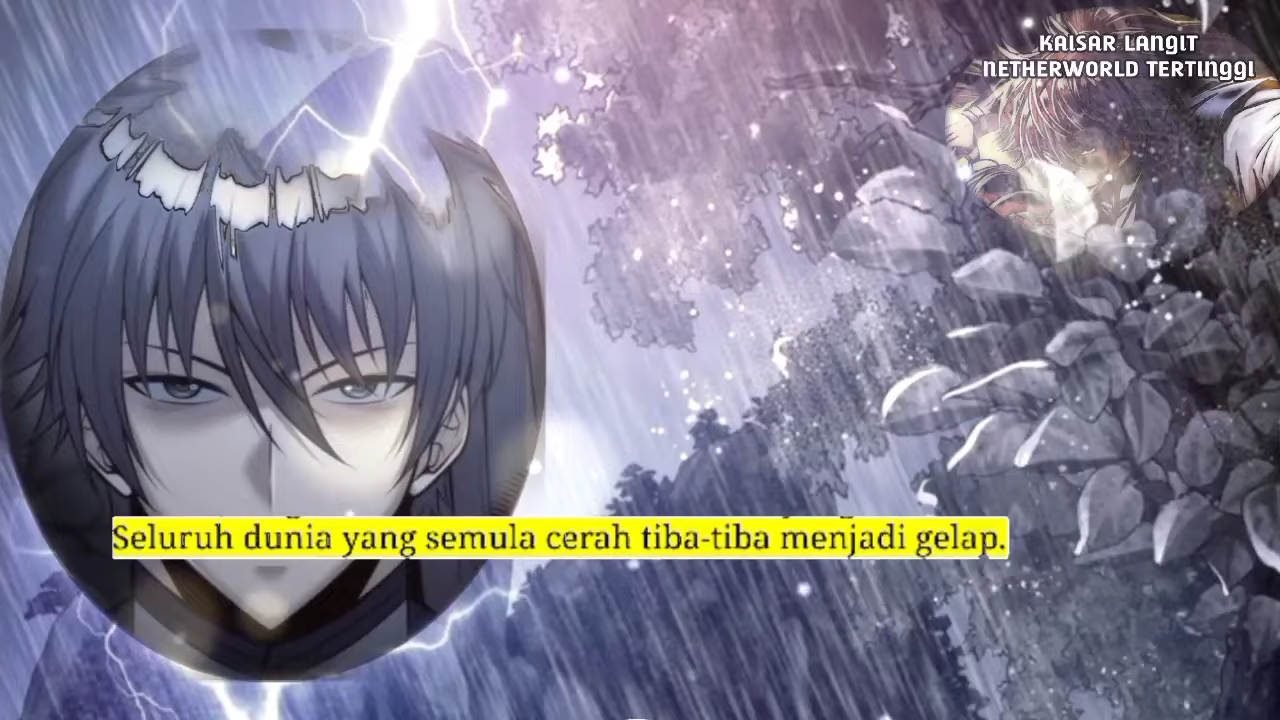 KAISAR LANGIT
NETHERWORLD TERTINGGI
Seluruh dunia yang semula cerah tiba-tiba menjadi gelap.